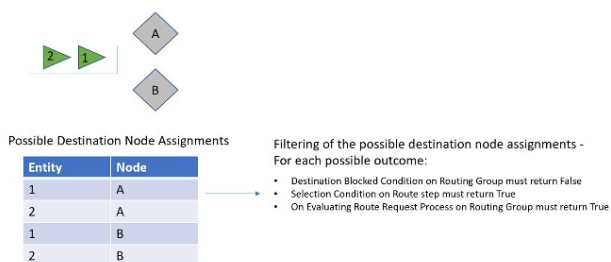 2 1
A
B
Possible Destination Node Assignments
Entity Node
1 A
2 A
1 B
2 B
Filtering of the possible destination node assignments -
For each possible outcome:
• Destination Blocked Condition on Routing Group must return False
• Selection Condition on Route step must return True
• On Evaluating Route Request Process on Routing Group must return True